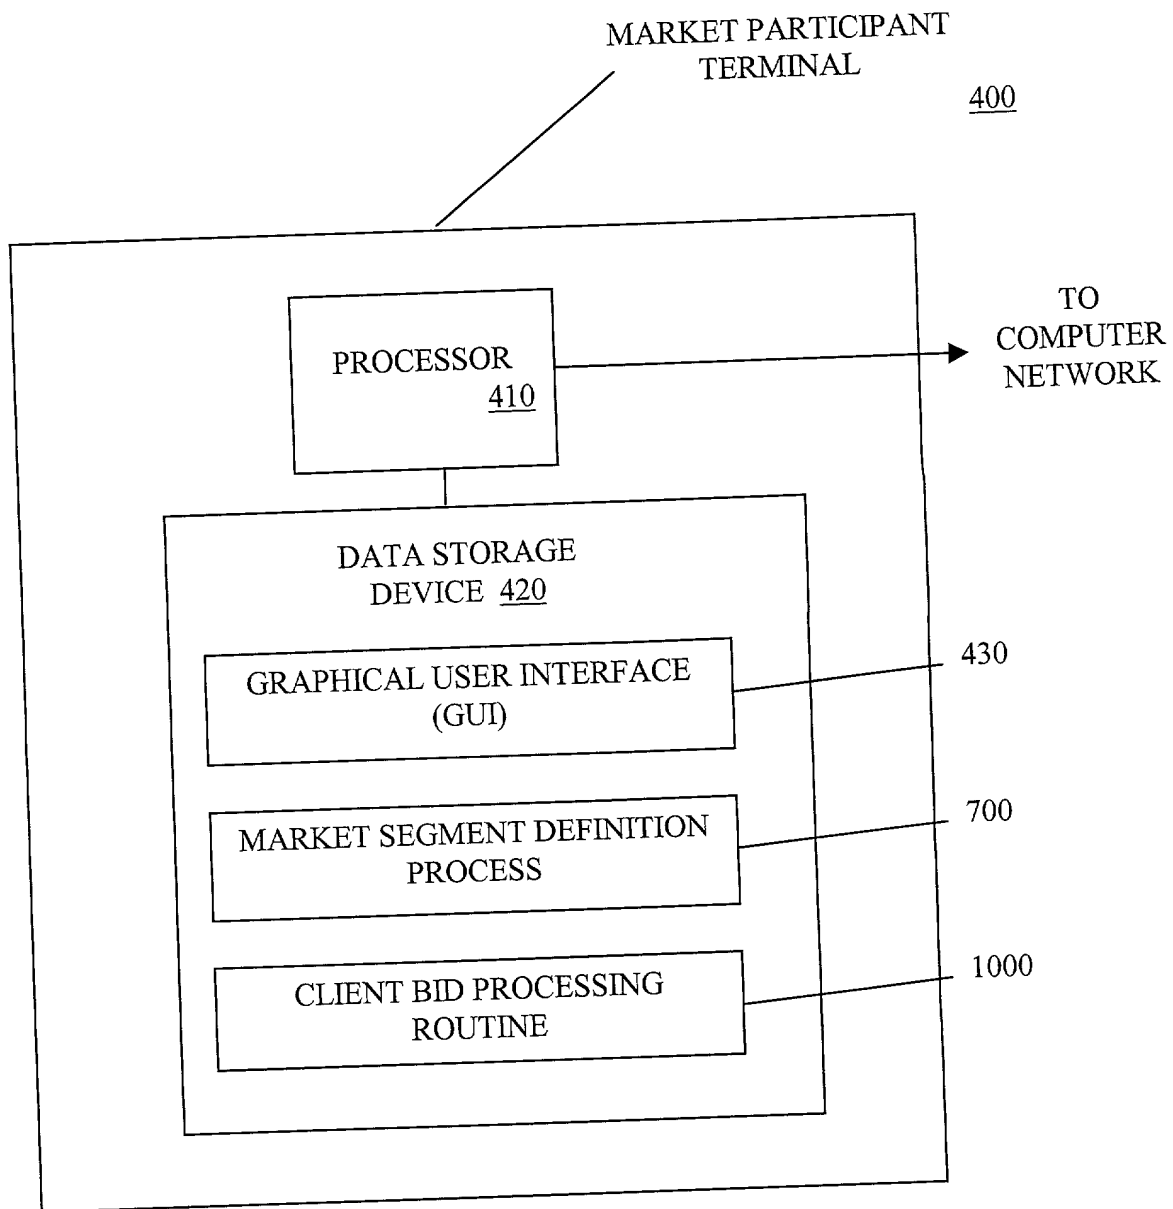 MARKET PARTICIPANT
TERMINAL
400
PROCESSOR
410
TO
COMPUTER
NETWORK
DATA STORAGE
DEVICE 420
GRAPHICAL USER INTERFACE
(GUI)
430
MARKET SEGMENT DEFINITION
PROCESS
700
CLIENT BID PROCESSING
ROUTINE
1000